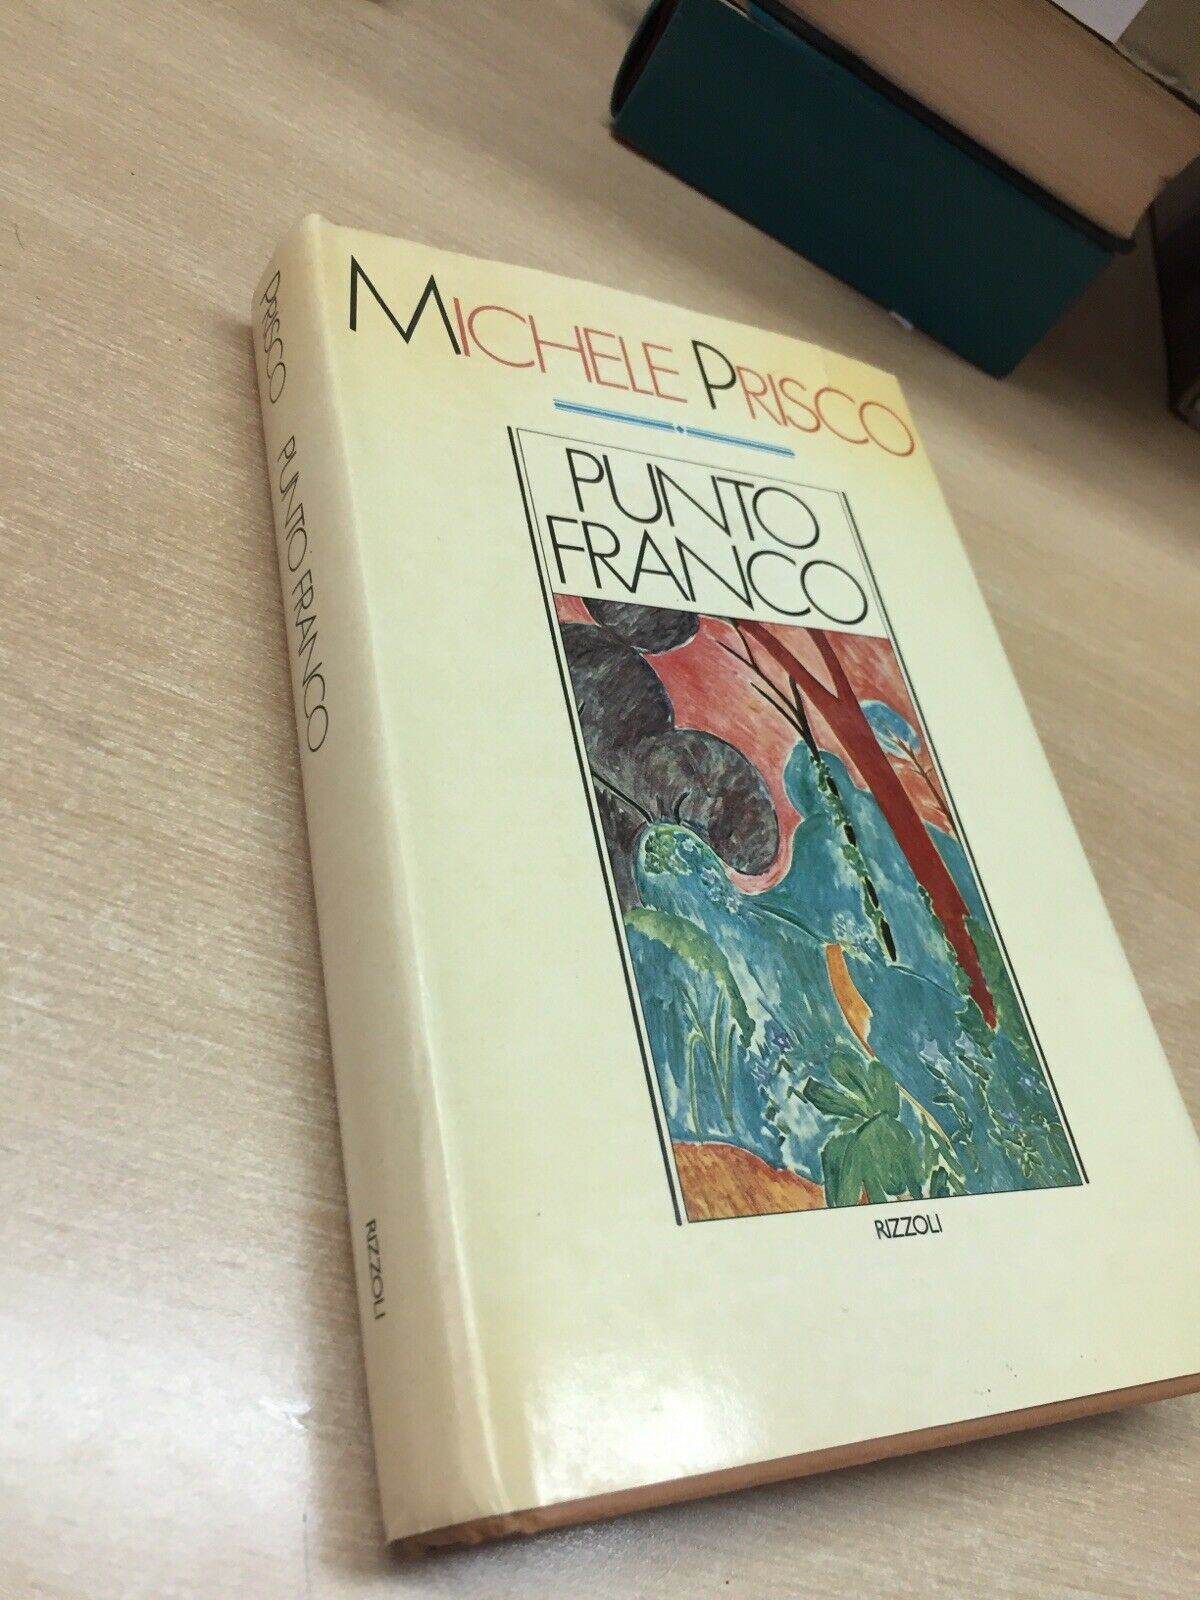 MICHELE PRISCO
PUNTO
FRANCO
RIZZOLI
PRISCO PUNTO FRANCO
RIZZOLI